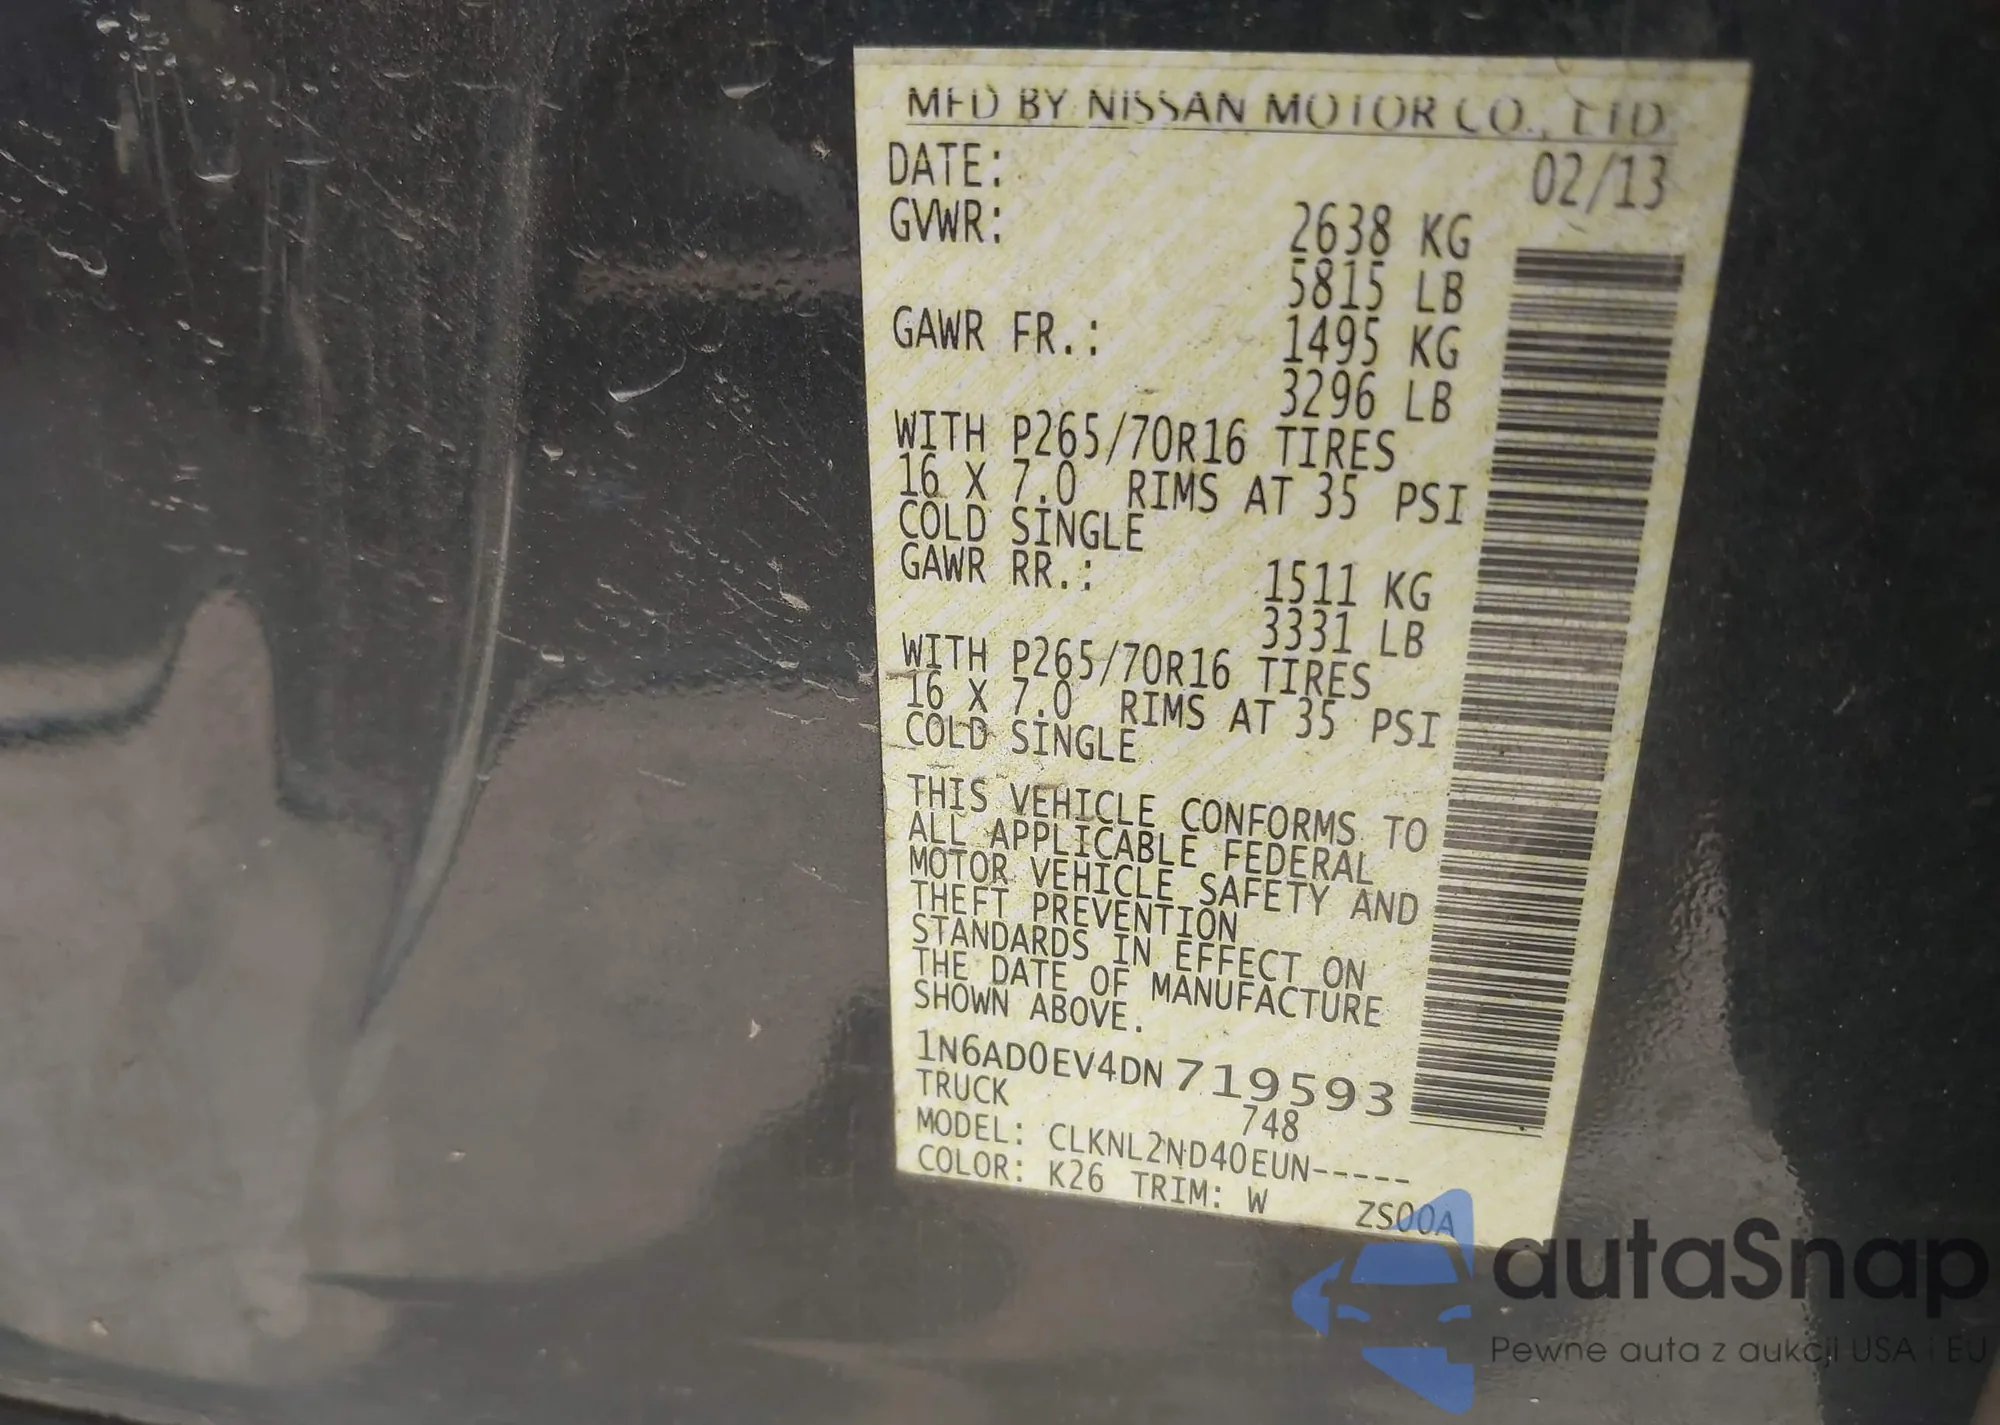 MFD BY NISSAN MOTOR CO., LTD.
DATE: 02/13
GVWR: 2638 KG
5815 LB
GAWR FR.: 1495 KG
3296 LB
WITH P265/70R16 TIRES
16 X 7.0 RIMS AT 35 PSI
COLD SINGLE
GAWR RR.: 1511 KG
3331 LB
WITH P265/70R16 TIRES
16 X 7.0 RIMS AT 35 PSI
COLD SINGLE
THIS VEHICLE CONFORMS TO
ALL APPLICABLE FEDERAL
MOTOR VEHICLE SAFETY AND
THEFT PREVENTION
STANDARDS IN EFFECT ON
THE DATE OF MANUFACTURE
SHOWN ABOVE.
1N6AD0EV4DN719593
TRUCK 748
MODEL: CLKNL2ND40EUN-----
COLOR: K26 TRIM: W ZS00A
autaSnap
Pewne auta z aukcji USA i EU